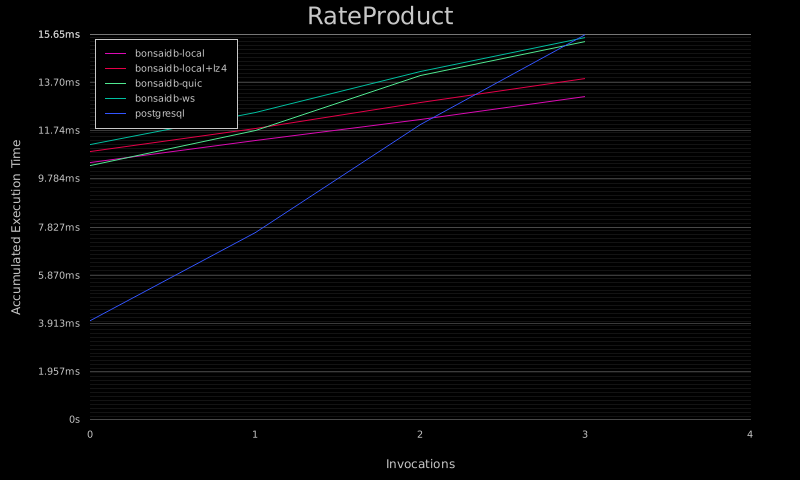 RateProduct
15.65ms
13.70ms
11.74ms
9.784ms
7.827ms
5.870ms
3.913ms
1.957ms
0s
Accumulated Execution Time
bonsaidb-local
bonsaidb-local+lz4
bonsaidb-quic
bonsaidb-ws
postgresql
0 1 2 3 4
Invocations